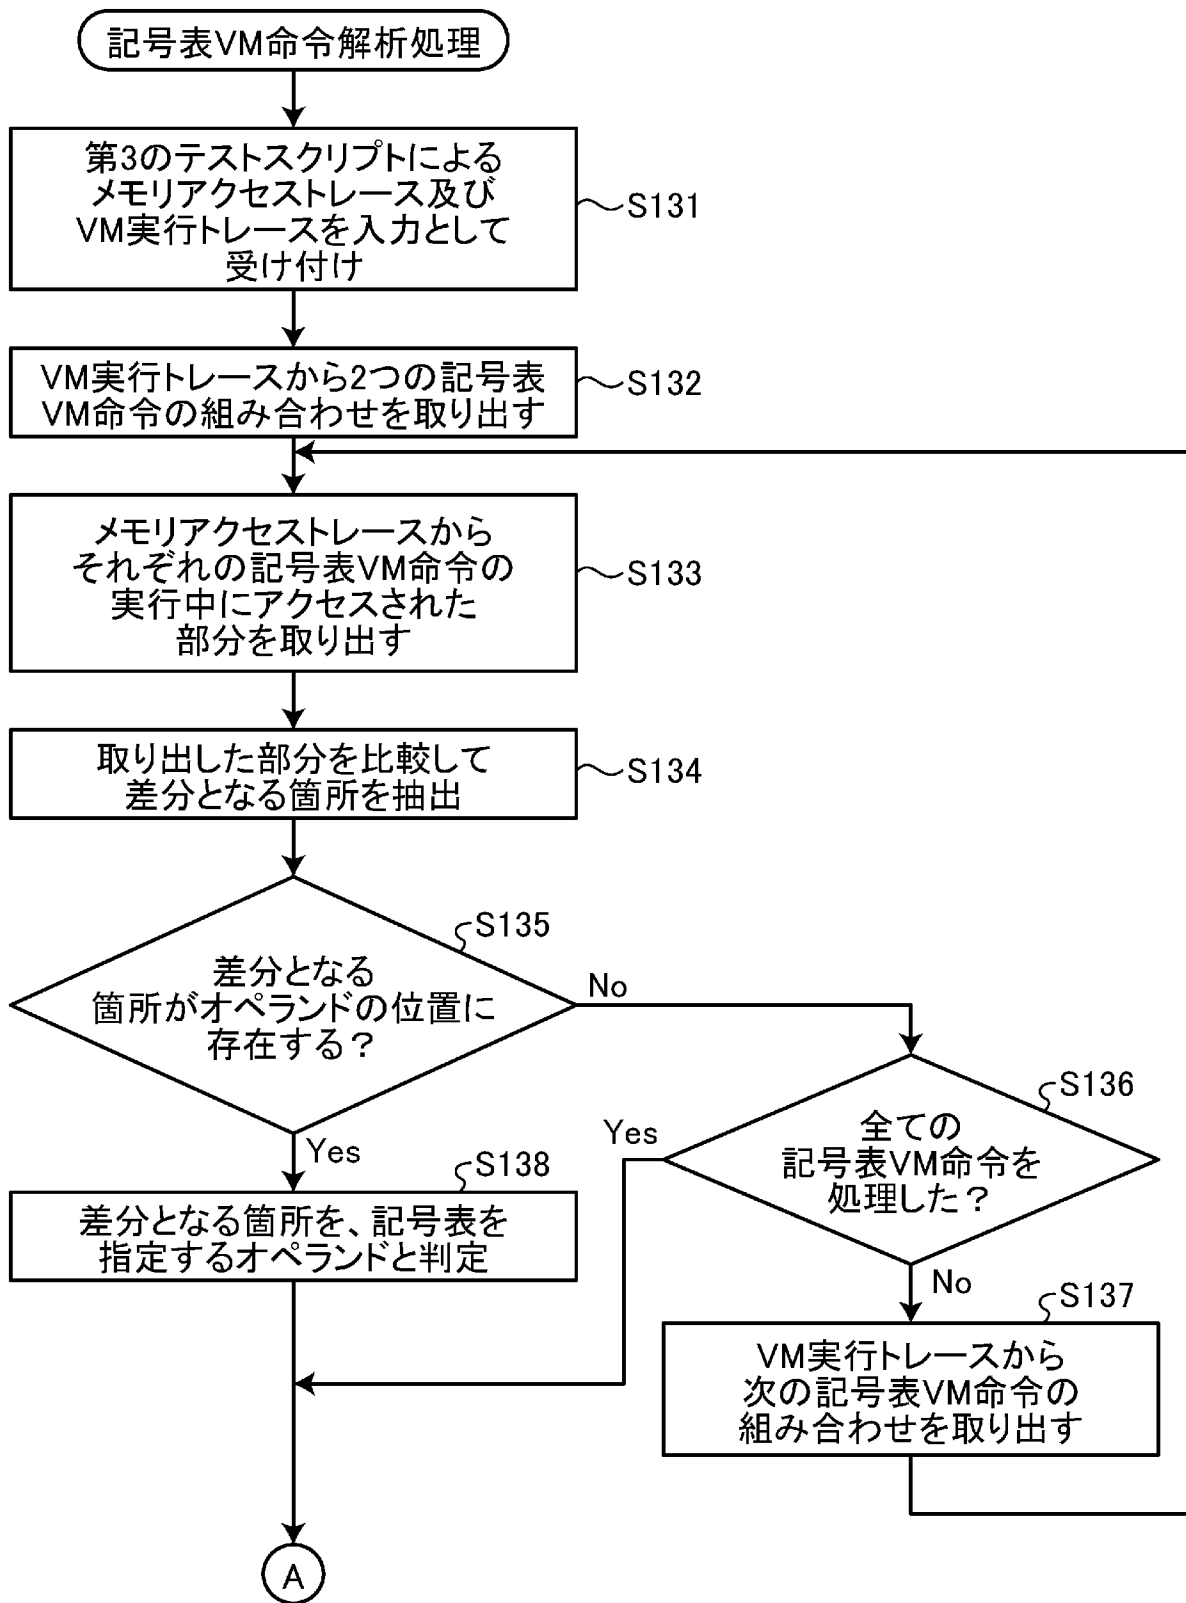 記号表VM命令解析処理
第3のテストスクリプトによる
メモリアクセストレース及び
VM実行トレースを入力として
受け付け
S131
VM実行トレースから2つの記号表
VM命令の組み合わせを取り出す
S132
メモリアクセストレースから
それぞれの記号表VM命令の
実行中にアクセスされた
部分を取り出す
S133
取り出した部分を比較して
差分となる箇所を抽出
S134
S135
差分となる
箇所がオペランドの位置に
存在する?
No
Yes
S136
全ての
記号表VM命令を
処理した?
Yes
No
S138
差分となる箇所を、記号表を
指定するオペランドと判定
S137
VM実行トレースから
次の記号表VM命令の
組み合わせを取り出す
A